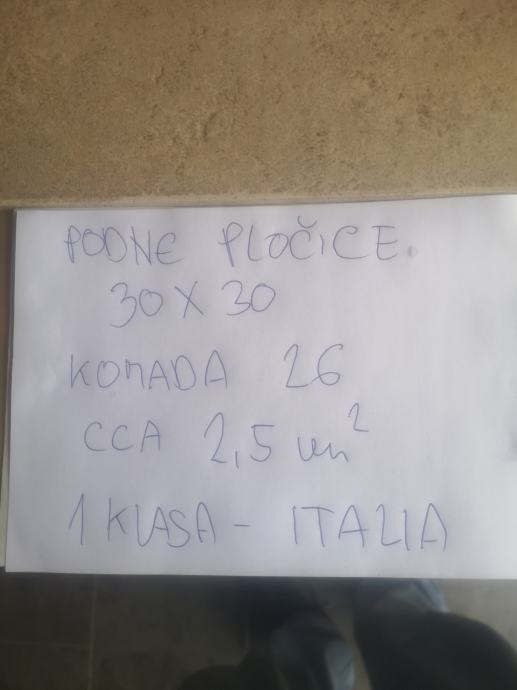 PODNE PLOČICE.
30 X 30
KOMADA 26
CCA 2,5 m²
1 KLASA - ITALIA